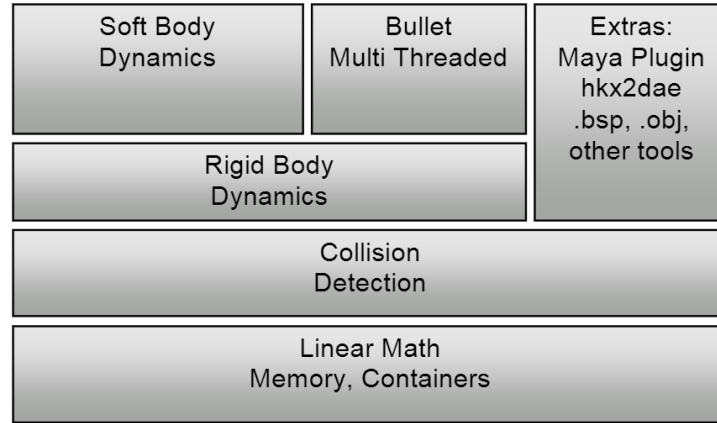 Soft Body
Dynamics
Bullet
Multi Threaded
Extras:
Maya Plugin
hkx2dae
.bsp, .obj,
other tools
Rigid Body
Dynamics
Collision
Detection
Linear Math
Memory, Containers